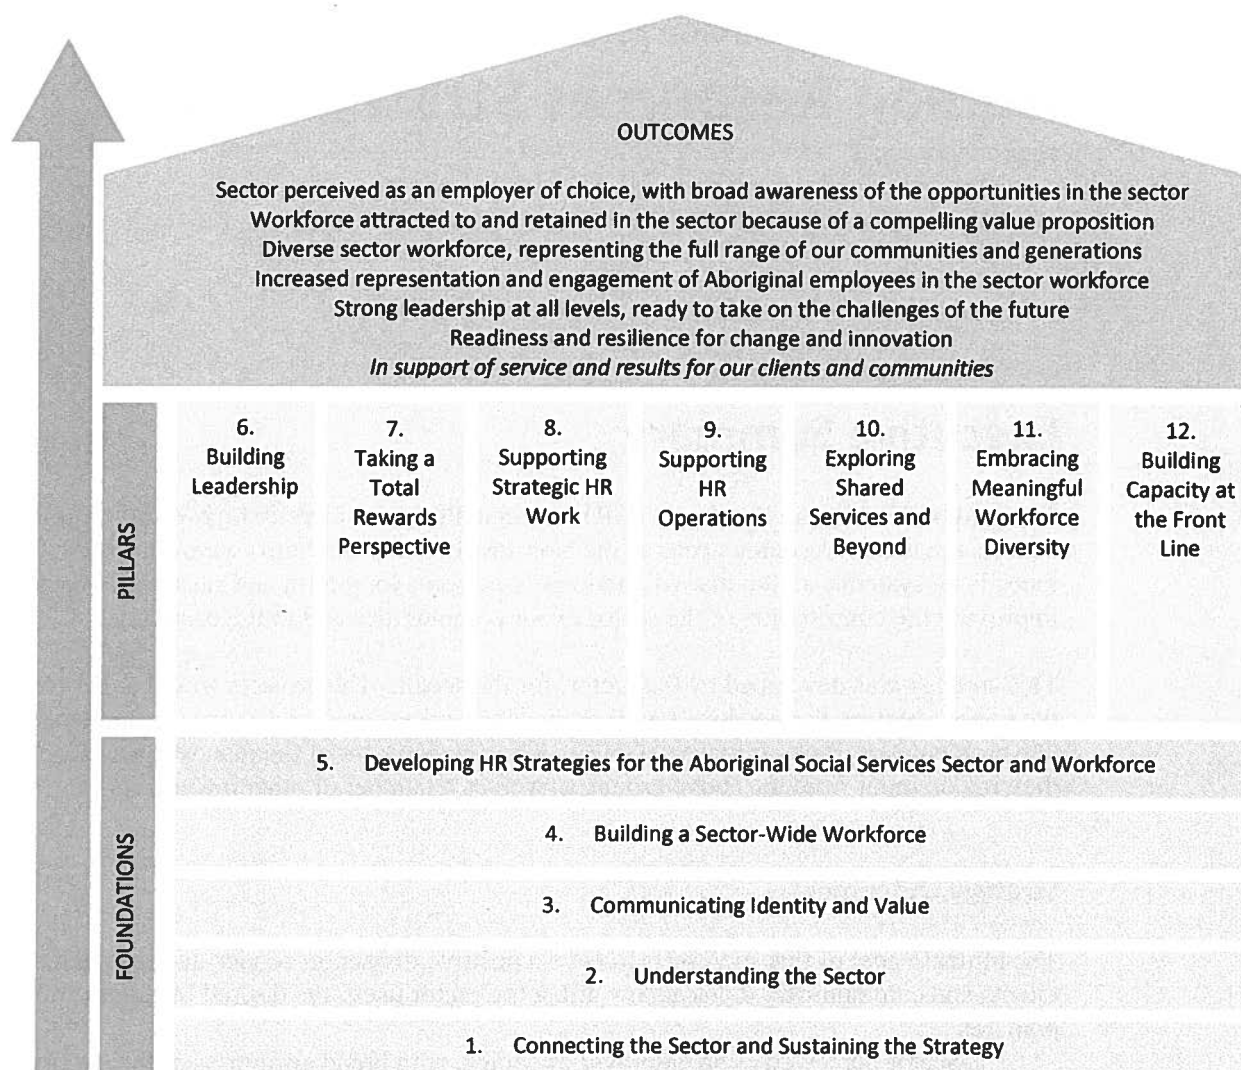 OUTCOMES
Sector perceived as an employer of choice, with broad awareness of the opportunities in the sector
Workforce attracted to and retained in the sector because of a compelling value proposition
Diverse sector workforce, representing the full range of our communities and generations
Increased representation and engagement of Aboriginal employees in the sector workforce
Strong leadership at all levels, ready to take on the challenges of the future
Readiness and resilience for change and innovation
In support of service and results for our clients and communities
PILLARS
6.
Building
Leadership
7.
Taking a
Total
Rewards
Perspective
8.
Supporting
Strategic HR
Work
9.
Supporting
HR
Operations
10.
Exploring
Shared
Services and
Beyond
11.
Embracing
Meaningful
Workforce
Diversity
12.
Building
Capacity at
the Front
Line
FOUNDATIONS
5. Developing HR Strategies for the Aboriginal Social Services Sector and Workforce
4. Building a Sector-Wide Workforce
3. Communicating Identity and Value
2. Understanding the Sector
1. Connecting the Sector and Sustaining the Strategy